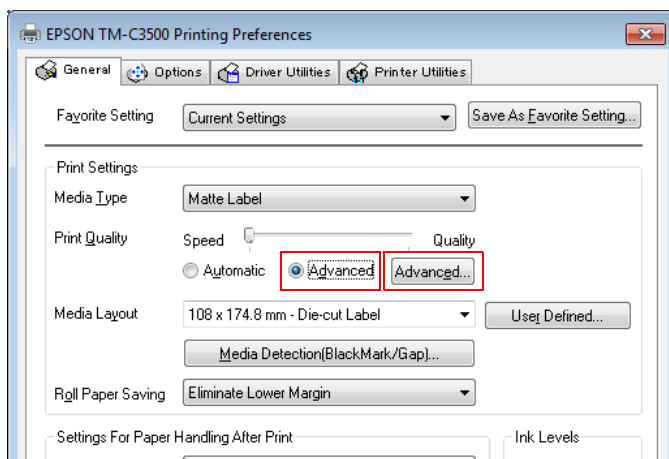 EPSON TM-C3500 Printing Preferences
General Options Driver Utilities Printer Utilities
Favorite Setting Current Settings Save As Favorite Setting...
Print Settings
Media Type Matte Label
Print Quality Speed Quality
Automatic Advanced Advanced...
Media Layout 108 x 174.8 mm - Die-cut Label User Defined...
Media Detection(BlackMark/Gap)...
Roll Paper Saving Eliminate Lower Margin
Settings For Paper Handling After Print Ink Levels